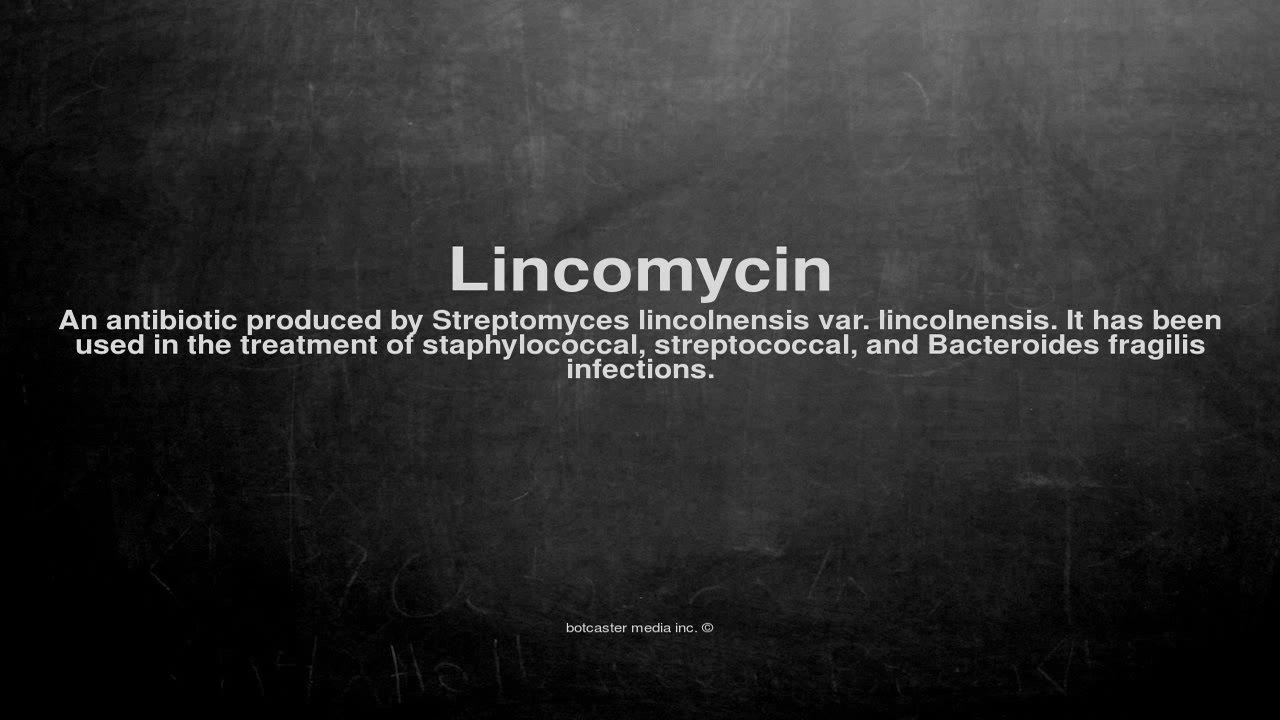 Lincomycin
An antibiotic produced by Streptomyces lincolnensis var. lincolnensis. It has been
used in the treatment of staphylococcal, streptococcal, and Bacteroides fragilis
infections.
botcaster media inc. ©